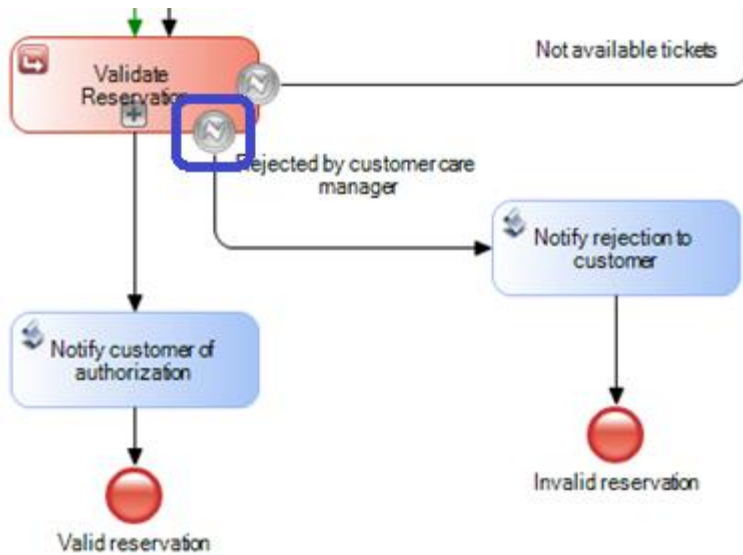 Not available tickets
Validate
Reservation
Rejected by customer care
manager
Notify rejection to
customer
Notify customer of
authorization
Invalid reservation
Valid reservation